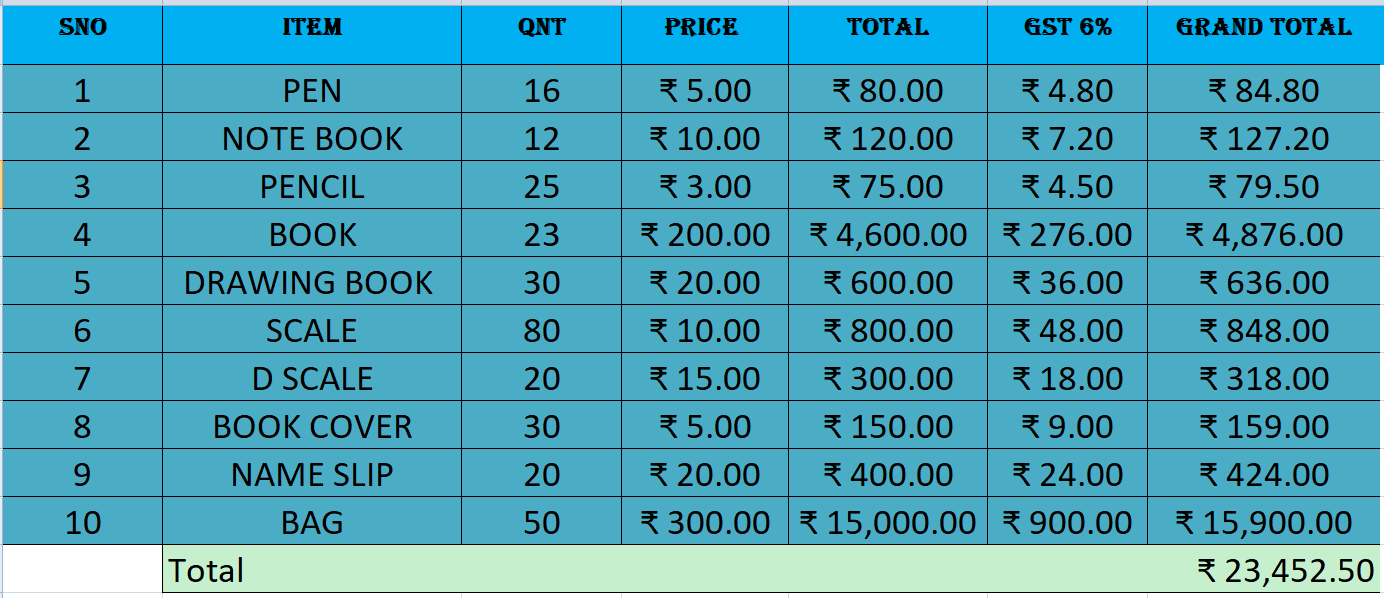 SNO ITEM QNT PRICE TOTAL GST 6% GRAND TOTAL
1 PEN 16 ₹ 5.00 ₹ 80.00 ₹ 4.80 ₹ 84.80
2 NOTE BOOK 12 ₹ 10.00 ₹ 120.00 ₹ 7.20 ₹ 127.20
3 PENCIL 25 ₹ 3.00 ₹ 75.00 ₹ 4.50 ₹ 79.50
4 BOOK 23 ₹ 200.00 ₹ 4,600.00 ₹ 276.00 ₹ 4,876.00
5 DRAWING BOOK 30 ₹ 20.00 ₹ 600.00 ₹ 36.00 ₹ 636.00
6 SCALE 80 ₹ 10.00 ₹ 800.00 ₹ 48.00 ₹ 848.00
7 D SCALE 20 ₹ 15.00 ₹ 300.00 ₹ 18.00 ₹ 318.00
8 BOOK COVER 30 ₹ 5.00 ₹ 150.00 ₹ 9.00 ₹ 159.00
9 NAME SLIP 20 ₹ 20.00 ₹ 400.00 ₹ 24.00 ₹ 424.00
10 BAG 50 ₹ 300.00 ₹ 15,000.00 ₹ 900.00 ₹ 15,900.00
Total ₹ 23,452.50